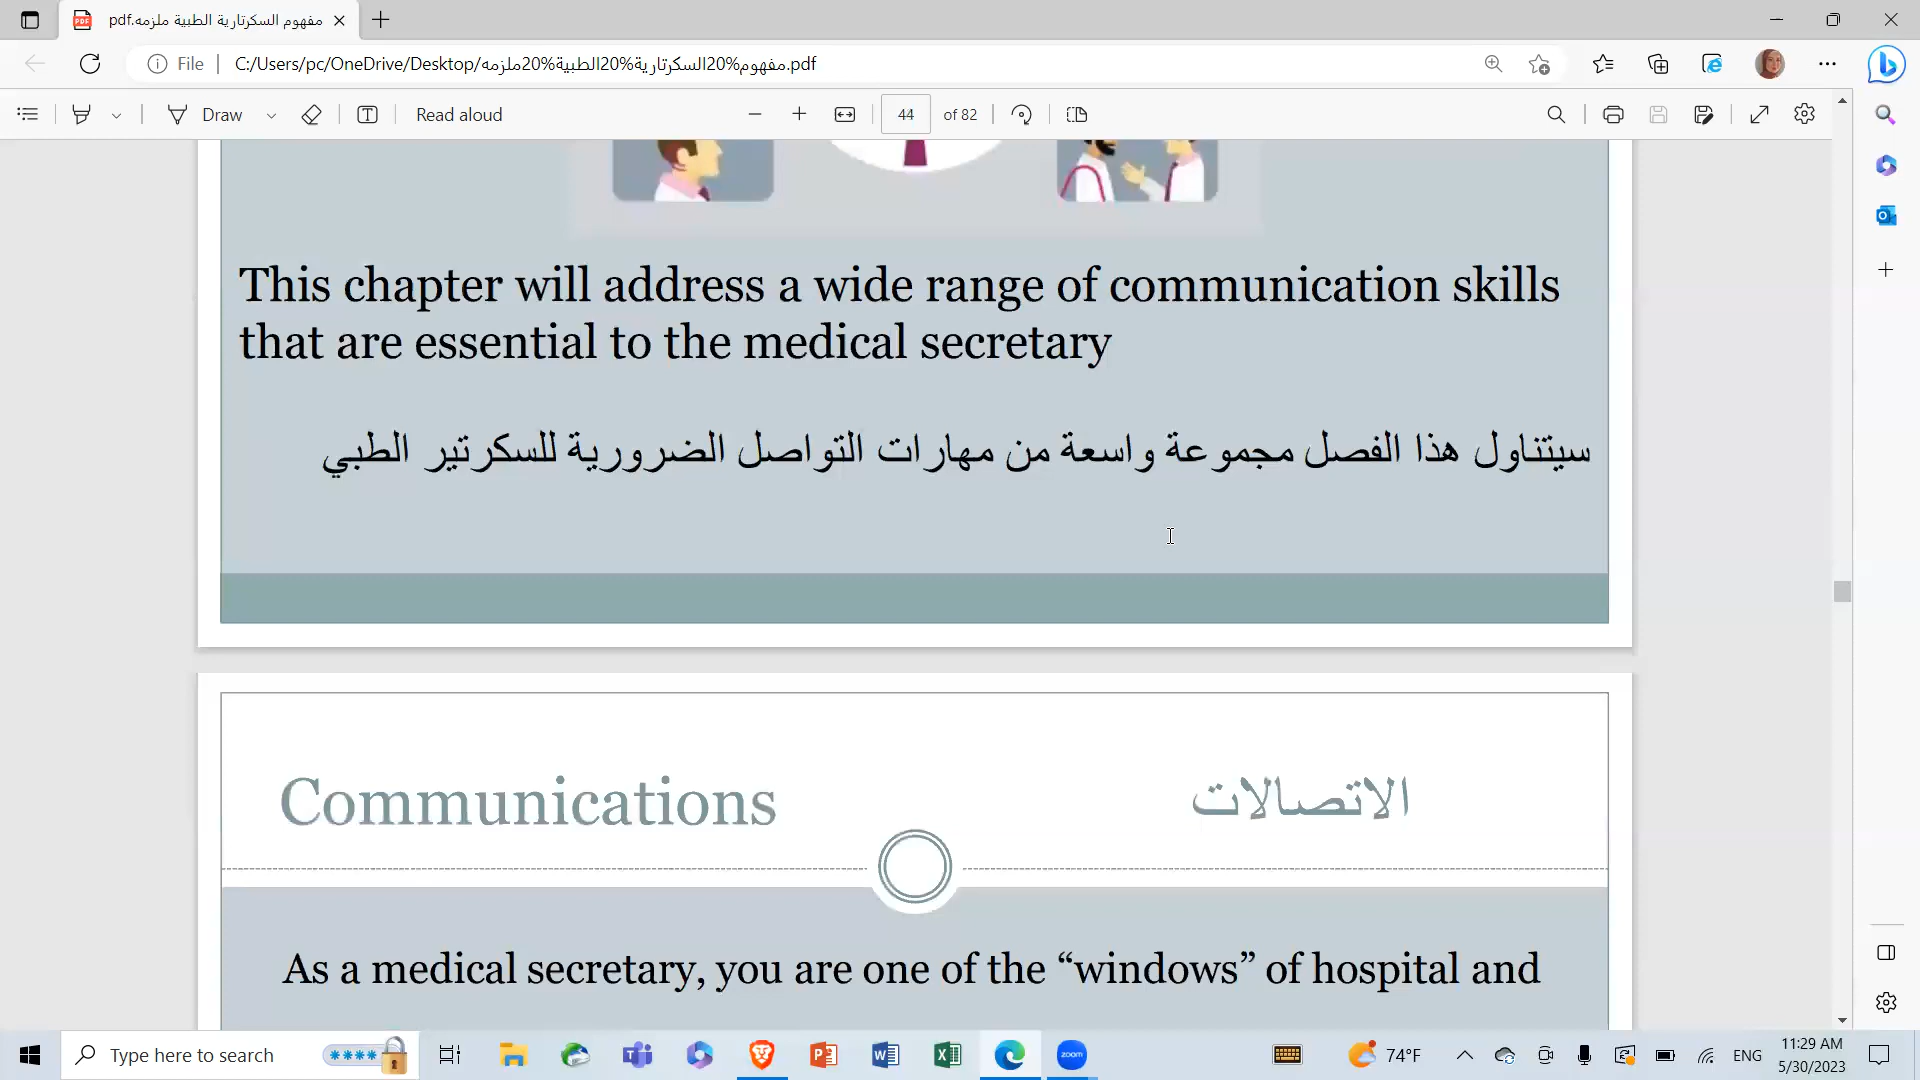 مفهوم السكرتارية الطبية ملزمه.pdf
File
C:/Users/pc/OneDrive/Desktop/مفهوم%20السكرتارية%20الطبية%20ملزمه.pdf
Draw
Read aloud
44 of 82
This chapter will address a wide range of communication skills
that are essential to the medical secretary
سيتناول هذا الفصل مجموعة واسعة من مهارات التواصل الضرورية للسكرتير الطبي
Communications
الاتصالات
As a medical secretary, you are one of the “windows” of hospital and
Type here to search
zoom
74°F
ENG
11:29 AM
5/30/2023